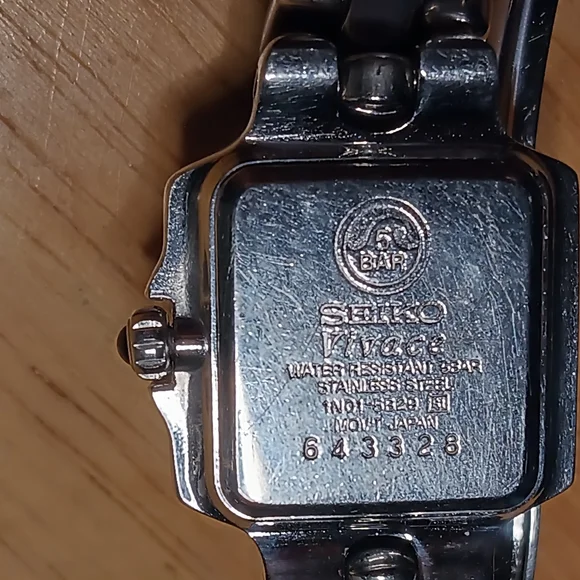 5
BAR
SEIKO
Vivace
WATER RESISTANT 5BAR
STAINLESS STEEL
MOV'T JAPAN
643328